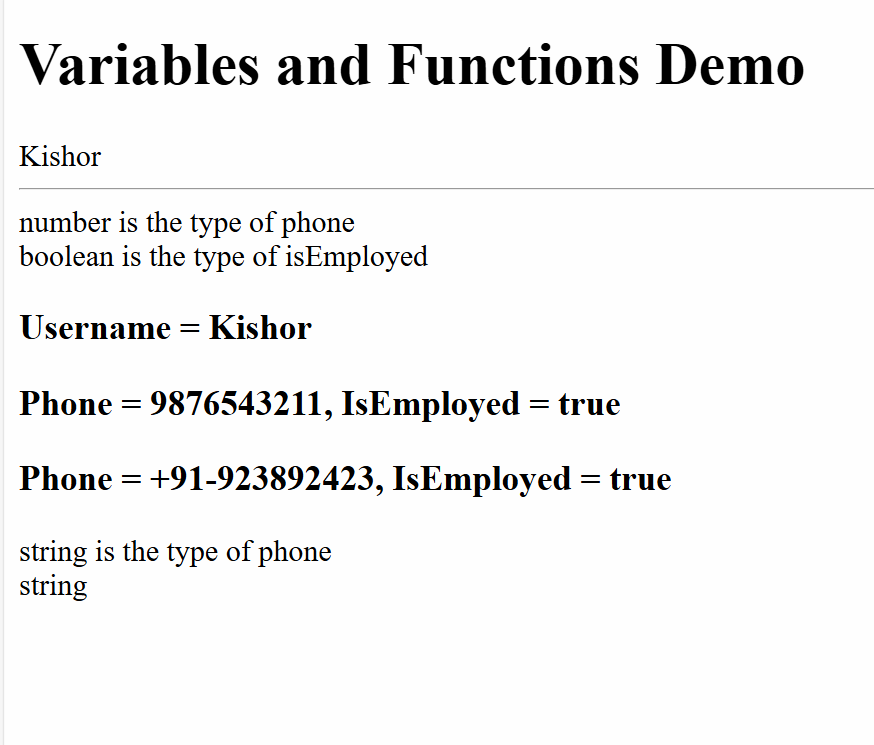 Variables and Functions Demo
Kishor
number is the type of phone
boolean is the type of isEmployed
Username = Kishor
Phone = 9876543211, IsEmployed = true
Phone = +91-923892423, IsEmployed = true
string is the type of phone
string